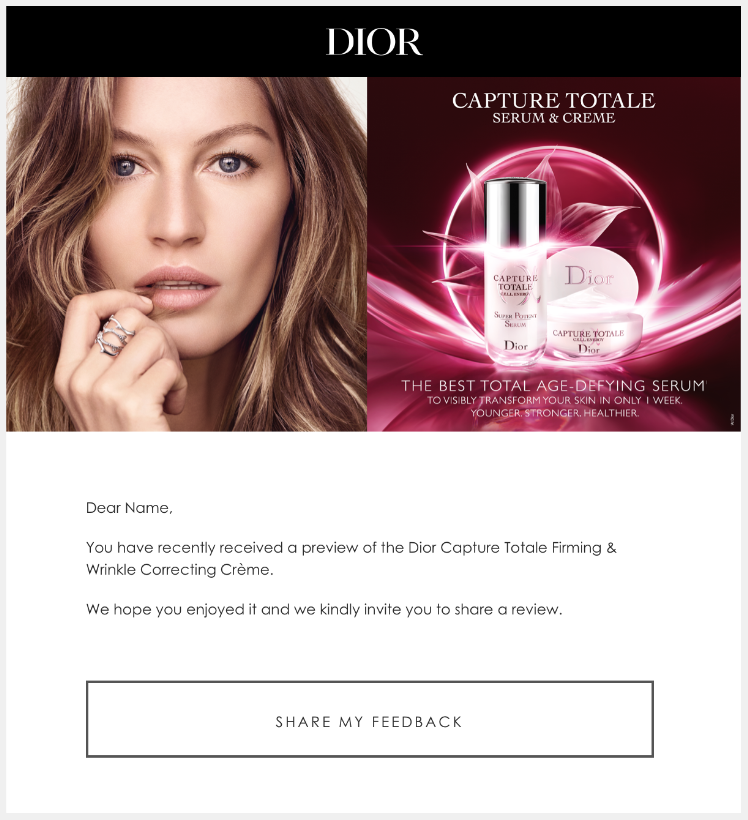 DIOR
CAPTURE TOTALE
SERUM & CREME
CAPTURE
TOTALE
C.E.L.L. ENERGY
SUPER POTENT
SERUM
Dior
Dior
CAPTURE TOTALE
C.E.L.L. ENERGY
Dior
THE BEST TOTAL AGE-DEFYING SERUM
TO VISIBLY TRANSFORM YOUR SKIN IN ONLY 1 WEEK.
YOUNGER. STRONGER. HEALTHIER.
Dear Name,
You have recently received a preview of the Dior Capture Totale Firming &
Wrinkle Correcting Crème.
We hope you enjoyed it and we kindly invite you to share a review.
SHARE MY FEEDBACK